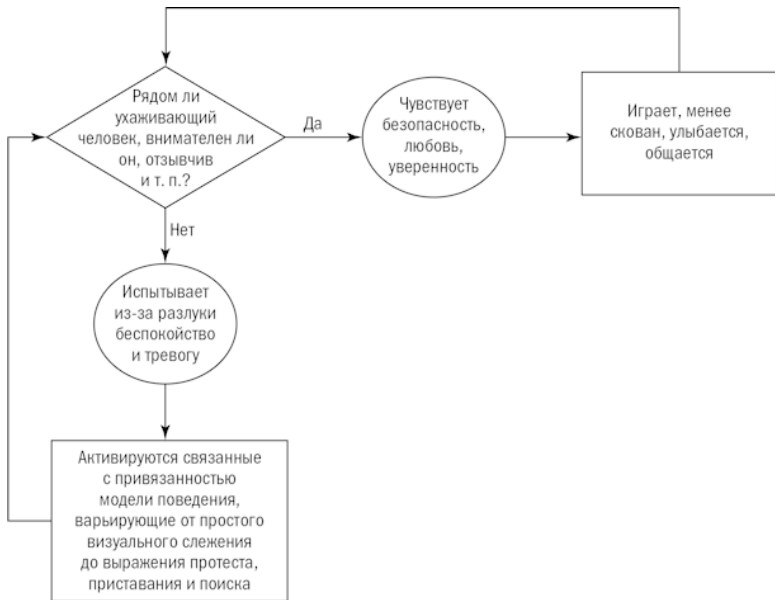 Рядом ли
ухаживающий
человек, внимателен ли
он, отзывчив
и т. п.?
Да
Чувствует
безопасность,
любовь,
уверенность
Играет, менее
скован, улыбается,
общается
Нет
Испытывает
из-за разлуки
беспокойство
и тревогу
Активируются связанные
с привязанностью
модели поведения,
варьирующие от простого
визуального слежения
до выражения протеста,
приставания и поиска